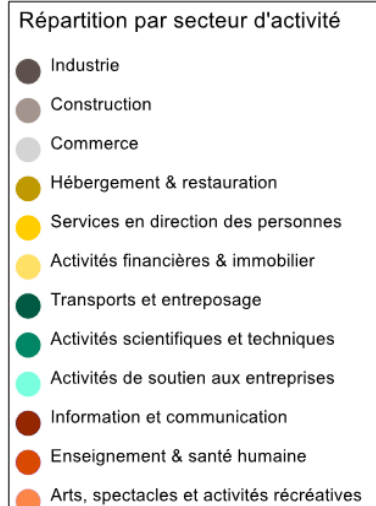 Répartition par secteur d'activité
Industrie
Construction
Commerce
Hébergement & restauration
Services en direction des personnes
Activités financières & immobilier
Transports et entreposage
Activités scientifiques et techniques
Activités de soutien aux entreprises
Information et communication
Enseignement & santé humaine
Arts, spectacles et activités récréatives